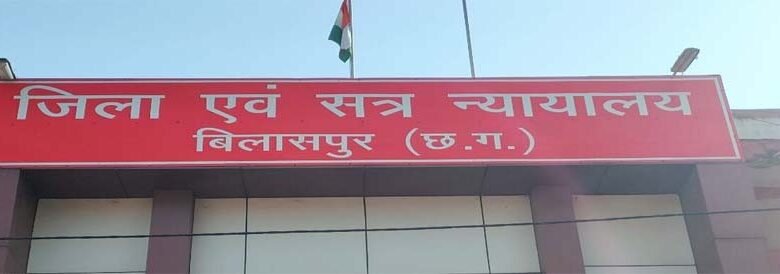 जिला एवं सत्र न्यायालय
बिलासपुर (छ.ग.)